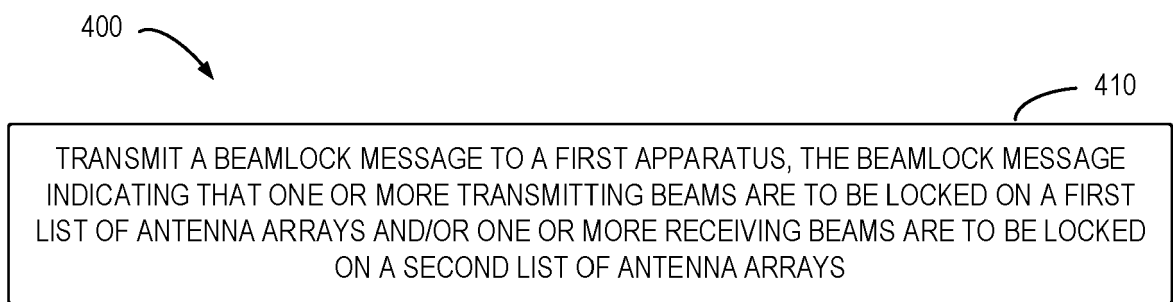 400
410
TRANSMIT A BEAMLOCK MESSAGE TO A FIRST APPARATUS, THE BEAMLOCK MESSAGE
INDICATING THAT ONE OR MORE TRANSMITTING BEAMS ARE TO BE LOCKED ON A FIRST
LIST OF ANTENNA ARRAYS AND/OR ONE OR MORE RECEIVING BEAMS ARE TO BE LOCKED
ON A SECOND LIST OF ANTENNA ARRAYS